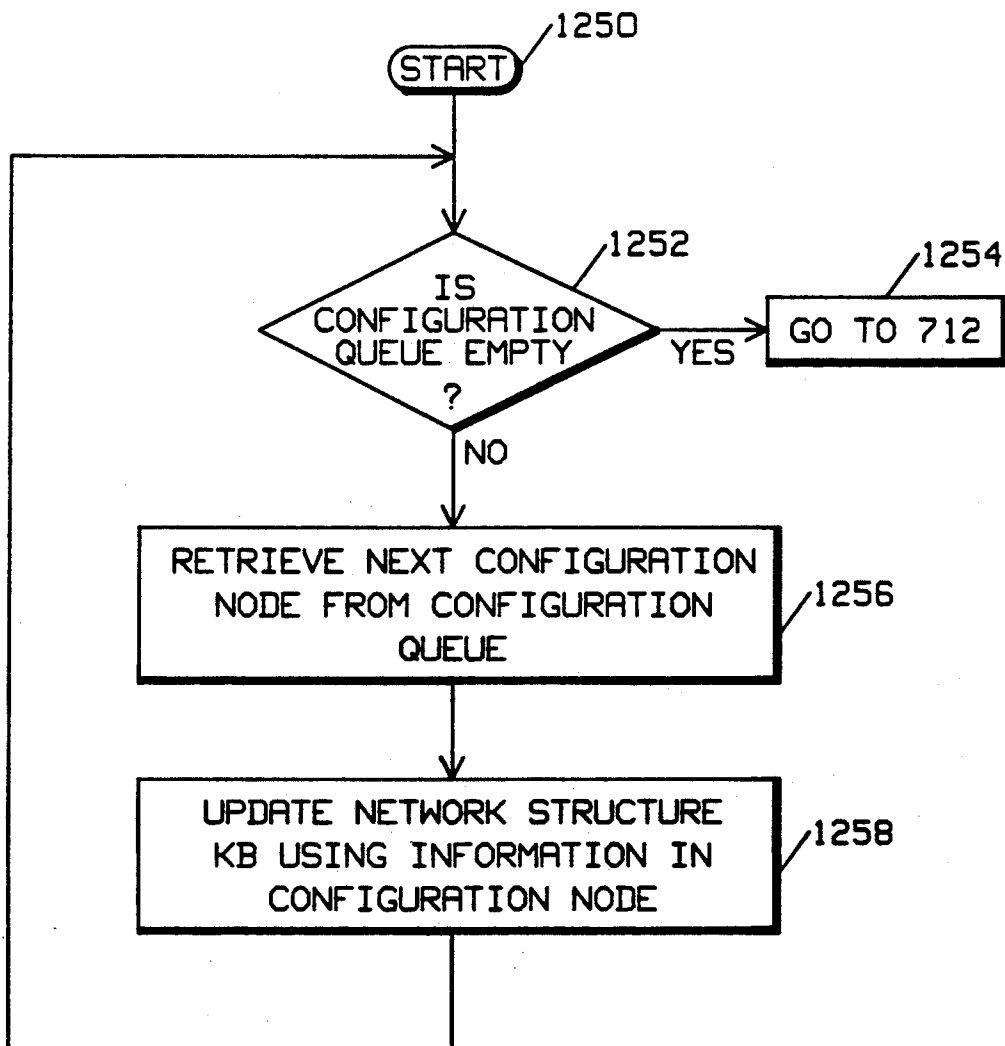 1250
START
1252
IS
CONFIGURATION
QUEUE EMPTY
?
YES
1254
GO TO 712
NO
RETRIEVE NEXT CONFIGURATION
NODE FROM CONFIGURATION
QUEUE
1256
UPDATE NETWORK STRUCTURE
KB USING INFORMATION IN
CONFIGURATION NODE
1258